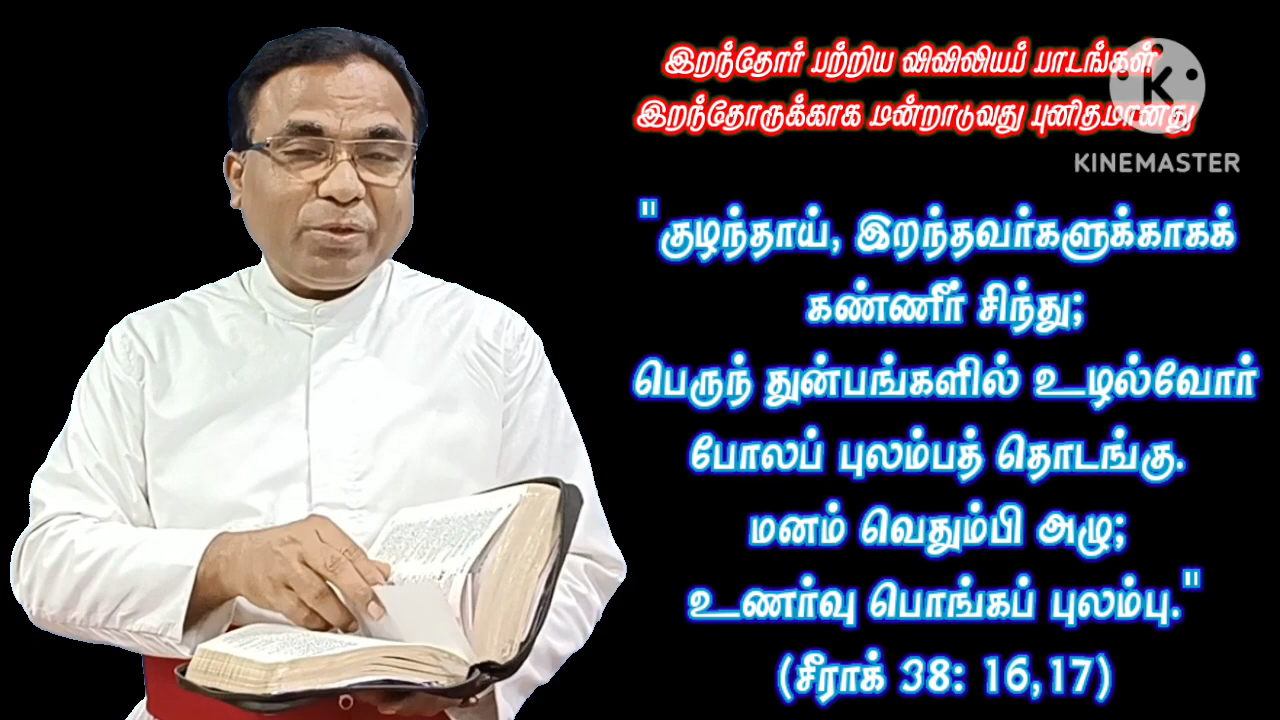 இறந்தோர் பற்றிய விவிலியப் பாடங்கள்
இறந்தோருக்காக மன்றாடுவது புனிதமானது
K
KINEMASTER
"குழந்தாய், இறந்தவர்களுக்காகக்
கண்ணீர் சிந்து;
பெருந் துன்பங்களில் உழல்வோர்
போலப் புலம்பத் தொடங்கு.
மனம் வெதும்பி அழு;
உணர்வு பொங்கப் புலம்பு."
(சீராக் 38: 16,17)